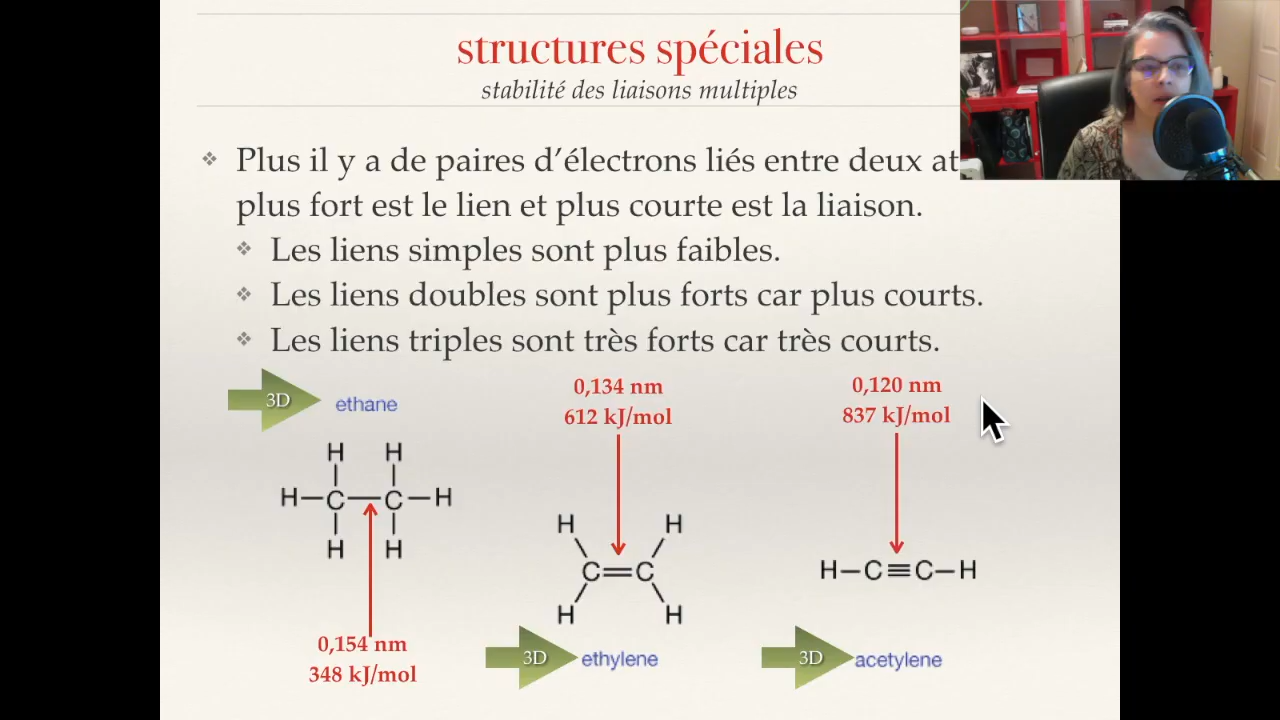 structures spéciales
stabilité des liaisons multiples
Plus il y a de paires d’électrons liés entre deux at
plus fort est le lien et plus courte est la liaison.
Les liens simples sont plus faibles.
Les liens doubles sont plus forts car plus courts.
Les liens triples sont très forts car très courts.
3D ethane
H H
H–C–C–H
H H
0,154 nm
348 kJ/mol
0,134 nm
612 kJ/mol
H H
C=C
H H
3D ethylene
0,120 nm
837 kJ/mol
H–C≡C–H
3D acetylene